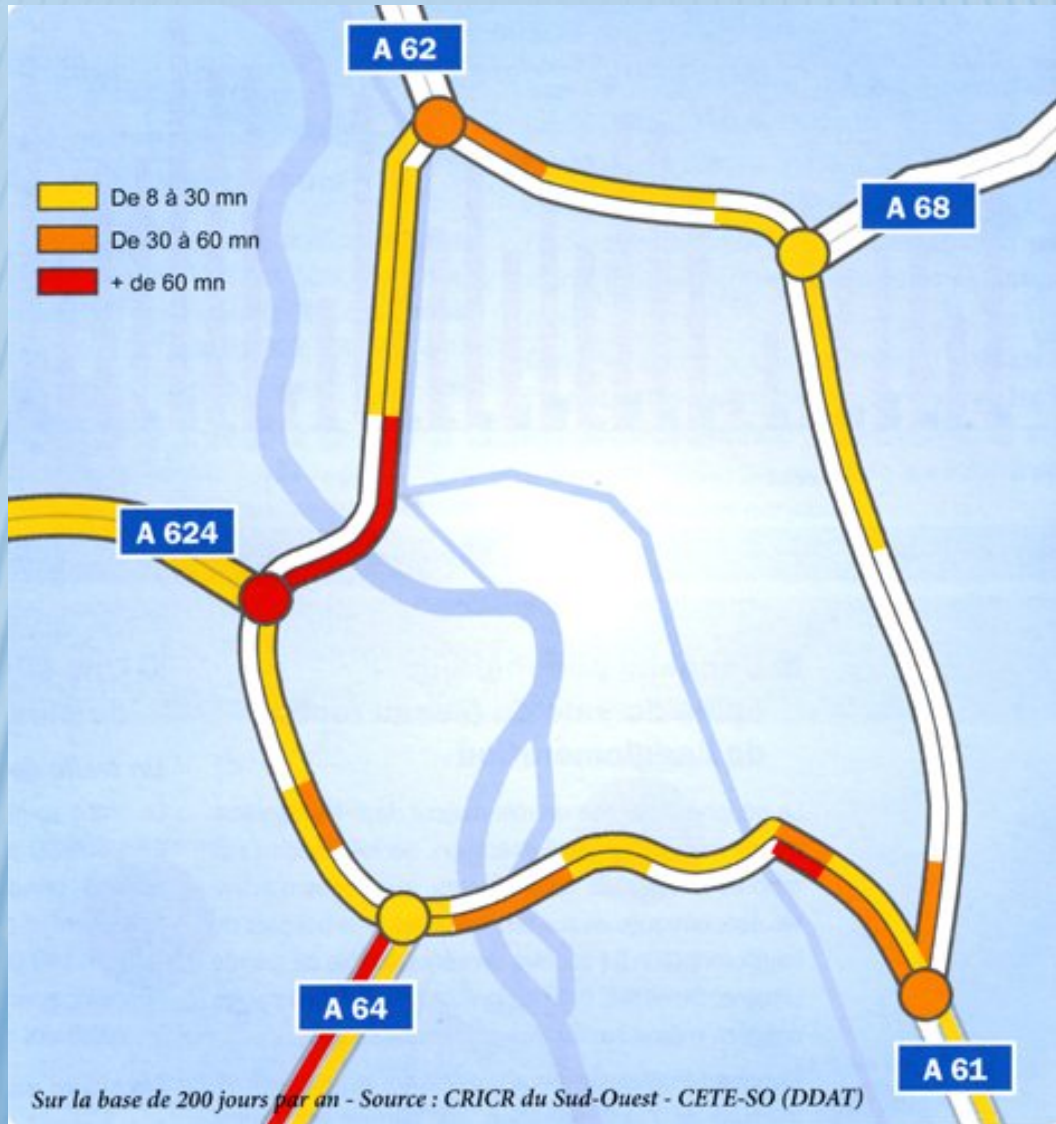 A 62
De 8 à 30 mn
A 68
De 30 à 60 mn
+ de 60 mn
A 624
A 64
A 61
Sur la base de 200 jours par an - Source : CRICR du Sud-Ouest - CETE-SO (DDAT)